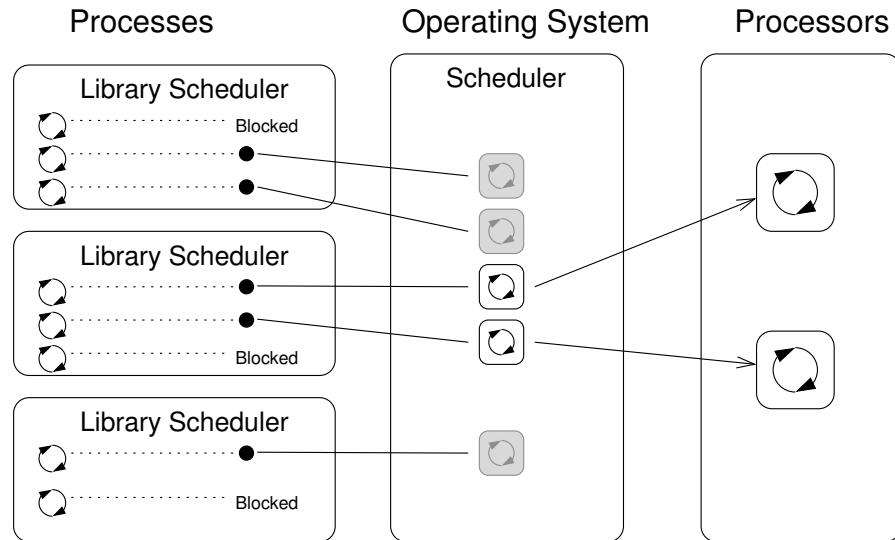 Processes
Operating System
Processors
Library Scheduler
Blocked
Library Scheduler
Blocked
Library Scheduler
Blocked
Scheduler